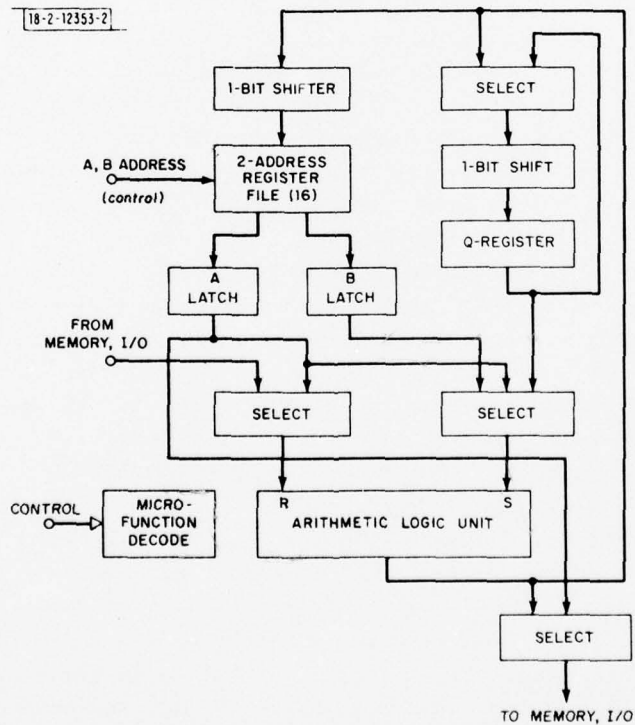 18-2-12353-2
1-BIT SHIFTER
SELECT
A, B ADDRESS
(control)
2-ADDRESS
REGISTER
FILE (16)
1-BIT SHIFT
Q-REGISTER
A
LATCH
B
LATCH
FROM
MEMORY, I/O
SELECT
SELECT
CONTROL
MICRO-
FUNCTION
DECODE
R
S
ARITHMETIC LOGIC UNIT
SELECT
TO MEMORY, I/O